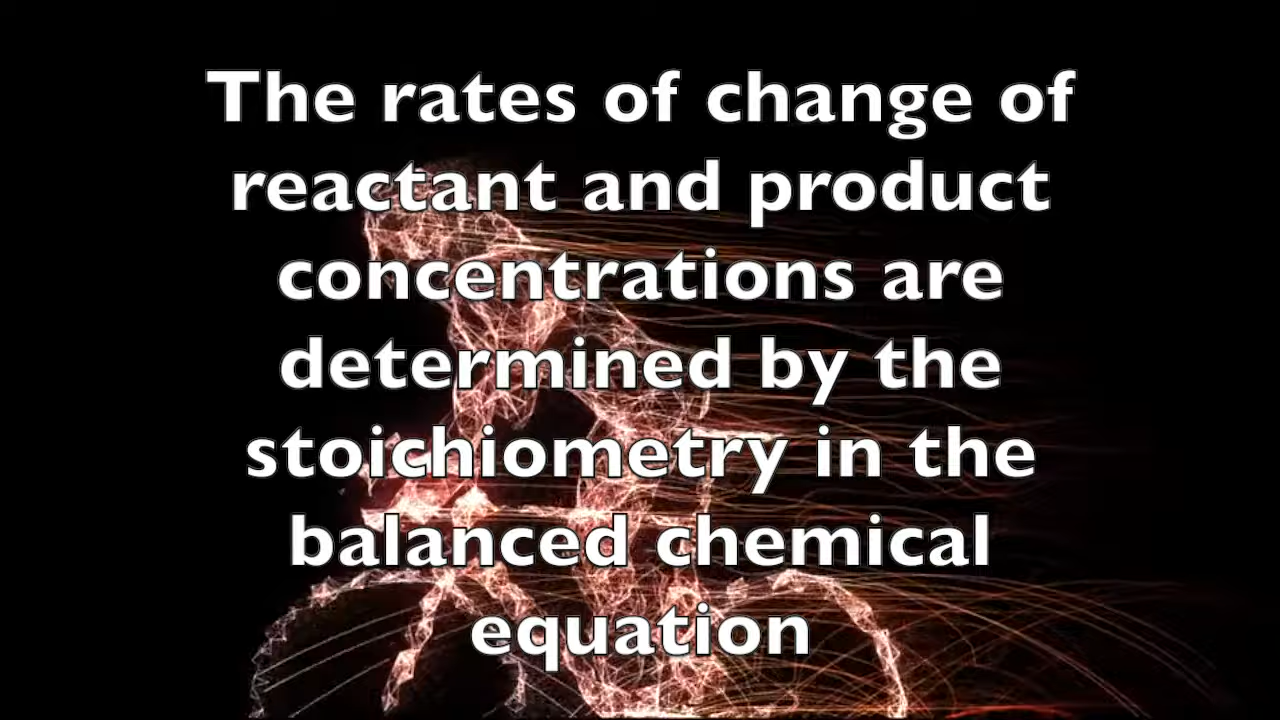 The rates of change of
reactant and product
concentrations are
determined by the
stoichiometry in the
balanced chemical
equation